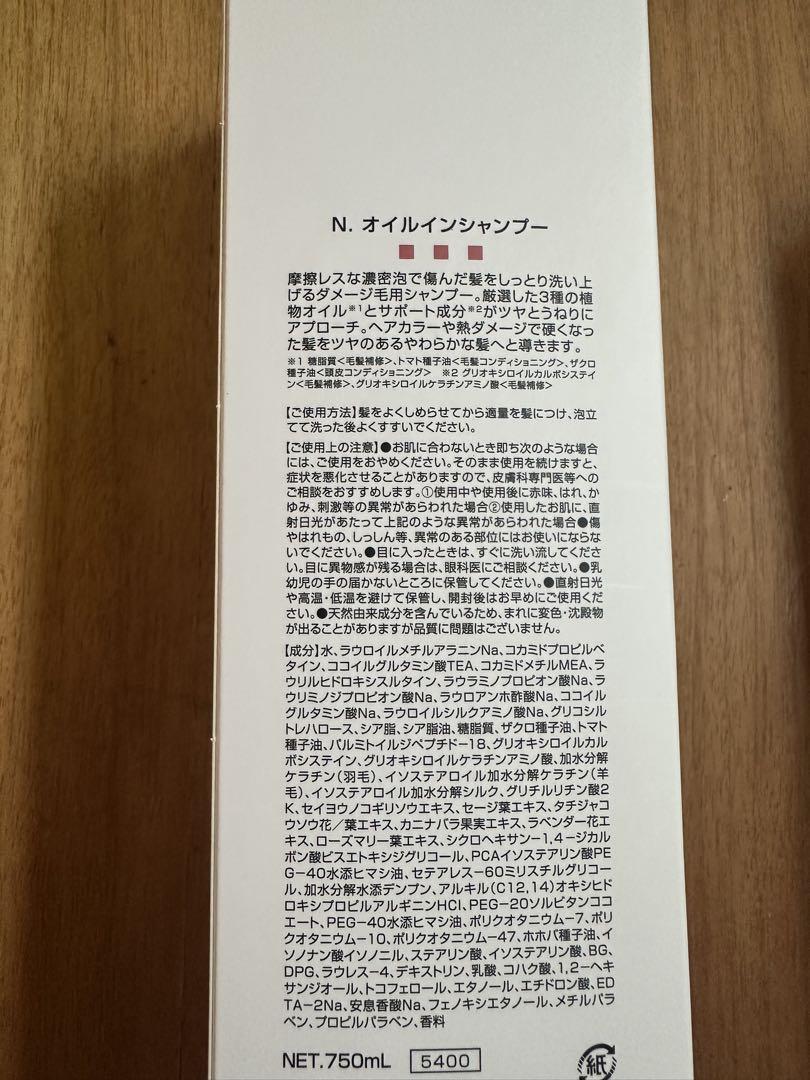 N. オイルインシャンプー
摩擦レスな濃密泡で傷んだ髪をしっとり洗い上
げるダメージ毛用シャンプー。厳選した3種の植
物オイル※1とサポート成分※2がツヤとうねりに
アプローチ。ヘアカラーや熱ダメージで硬くなっ
た髪をツヤのあるやわらかな髪へと導きます。
※1 糖脂質<毛髪補修>、トマト種子油<毛髪コンディショニング>、ザクロ
種子油<頭皮コンディショニング> ※2 グリオキシロイルカルボシステイ
ン<毛髪補修>、グリオキシロイルケラチンアミノ酸<毛髪補修>
【ご使用方法】髪をよくしめらせてから適量を髪につけ、泡立
てて洗った後よくすすいでください。
【ご使用上の注意】●お肌に合わないとき即ち次のような場合
には、ご使用をおやめください。そのまま使用を続けますと、
症状を悪化させることがありますので、皮膚科専門医等への
ご相談をおすすめします。①使用中や使用後に赤味、はれ、か
ゆみ、刺激等の異常があらわれた場合②使用したお肌に、直
射日光があたって上記のような異常があらわれた場合●傷
やはれもの、しっしん等、異常のある部位にはお使いにならな
いでください。●目に入ったときは、すぐに洗い流してくださ
い。目に異物感が残る場合は、眼科医にご相談ください。●乳
幼児の手の届かないところに保管してください。●直射日光
や高温・低温を避けて保管し、開封後はお早めにご使用くだ
さい。●天然由来成分を含んでいるため、まれに変色・沈殿物
が出ることがありますが品質に問題はございません。
【成分】水、ラウロイルメチルアラニンNa、コカミドプロピルベ
タイン、ココイルグルタミン酸TEA、コカミドメチルMEA、ラ
ウリルヒドロキシスルタイン、ラウラミノプロピオン酸Na、ラ
ウリミノジプロピオン酸Na、ラウロアンホ酢酸Na、ココイル
グルタミン酸Na、ラウロイルシルクアミノ酸Na、グリコシル
トレハロース、シア脂、シア脂油、糖脂質、ザクロ種子油、トマト
種子油、パルミトイルジペプチド-18、グリオキシロイルカル
ボシステイン、グリオキシロイルケラチンアミノ酸、加水分解
ケラチン(羽毛)、イソステアロイル加水分解ケラチン(羊
毛)、イソステアロイル加水分解シルク、グリチルリチン酸2
K、セイヨウノコギリソウエキス、セージ葉エキス、タチジャコ
ウソウ花/葉エキス、カニナバラ果実エキス、ラベンダー花エ
キス、ローズマリー葉エキス、シクロヘキサン-1,4-ジカル
ボン酸ビスエトキシジグリコール、PCAイソステアリン酸PE
G-40水添ヒマシ油、セテアレス-60ミリスチルグリコー
ル、加水分解水添デンプン、アルキル(C12,14)オキシヒド
ロキシプロピルアルギニンHCl、PEG-20ソルビタンココ
エート、PEG-40水添ヒマシ油、ポリクオタニウム-7、ポリ
クオタニウム-10、ポリクオタニウム-47、ホホバ種子油、イ
ソノナン酸イソノニル、ステアリン酸、イソステアリン酸、BG、
DPG、ラウレス-4、デキストリン、乳酸、コハク酸、1,2-ヘキ
サンジオール、トコフェロール、エタノール、エチドロン酸、ED
TA-2Na、安息香酸Na、フェノキシエタノール、メチルパラ
ベン、プロピルパラベン、香料
NET.750mL 5400 紙